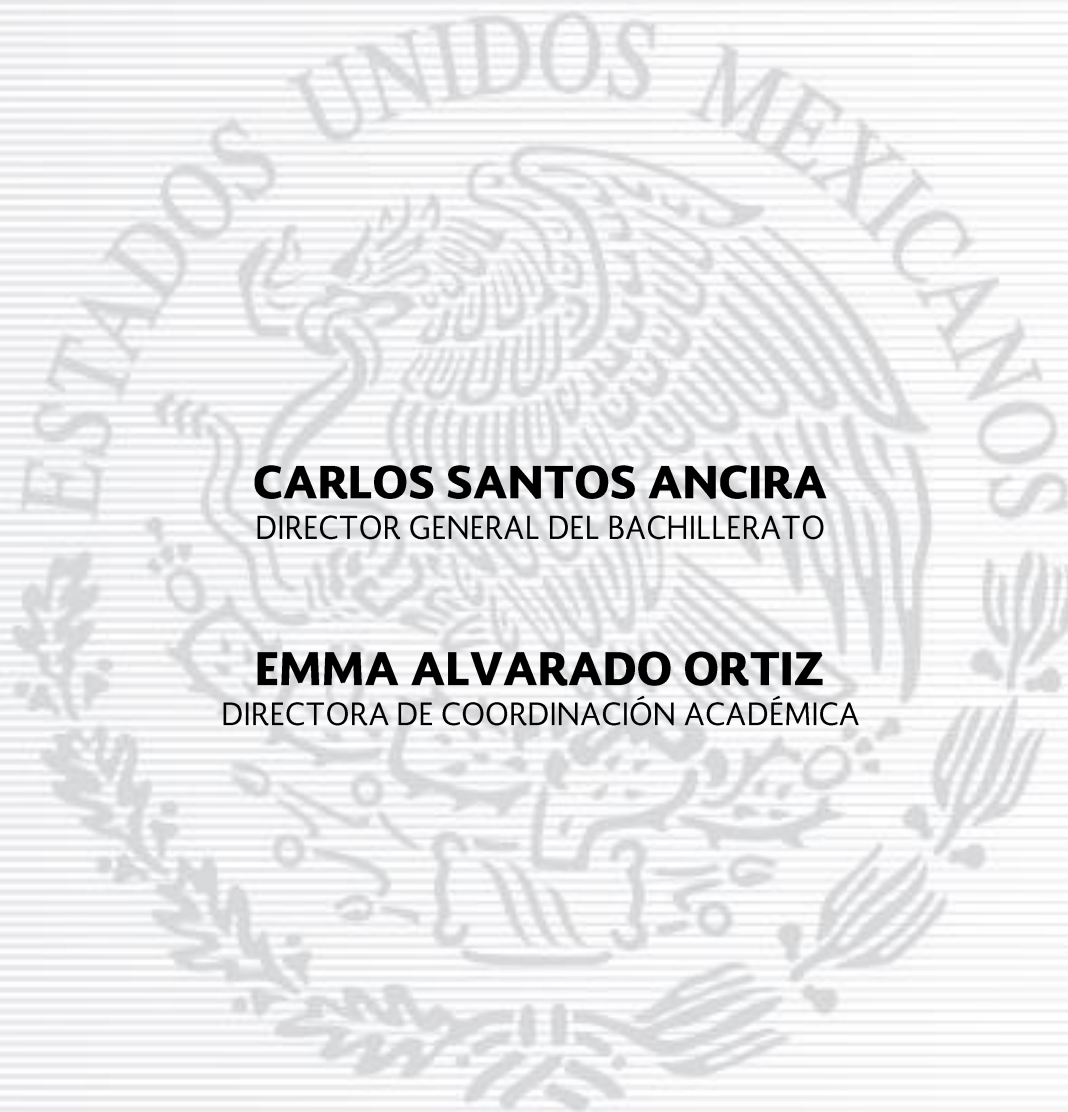 ESTADOS UNIDOS MEXICANOS
CARLOS SANTOS ANCIRA
DIRECTOR GENERAL DEL BACHILLERATO
EMMA ALVARADO ORTIZ
DIRECTORA DE COORDINACIÓN ACADÉMICA